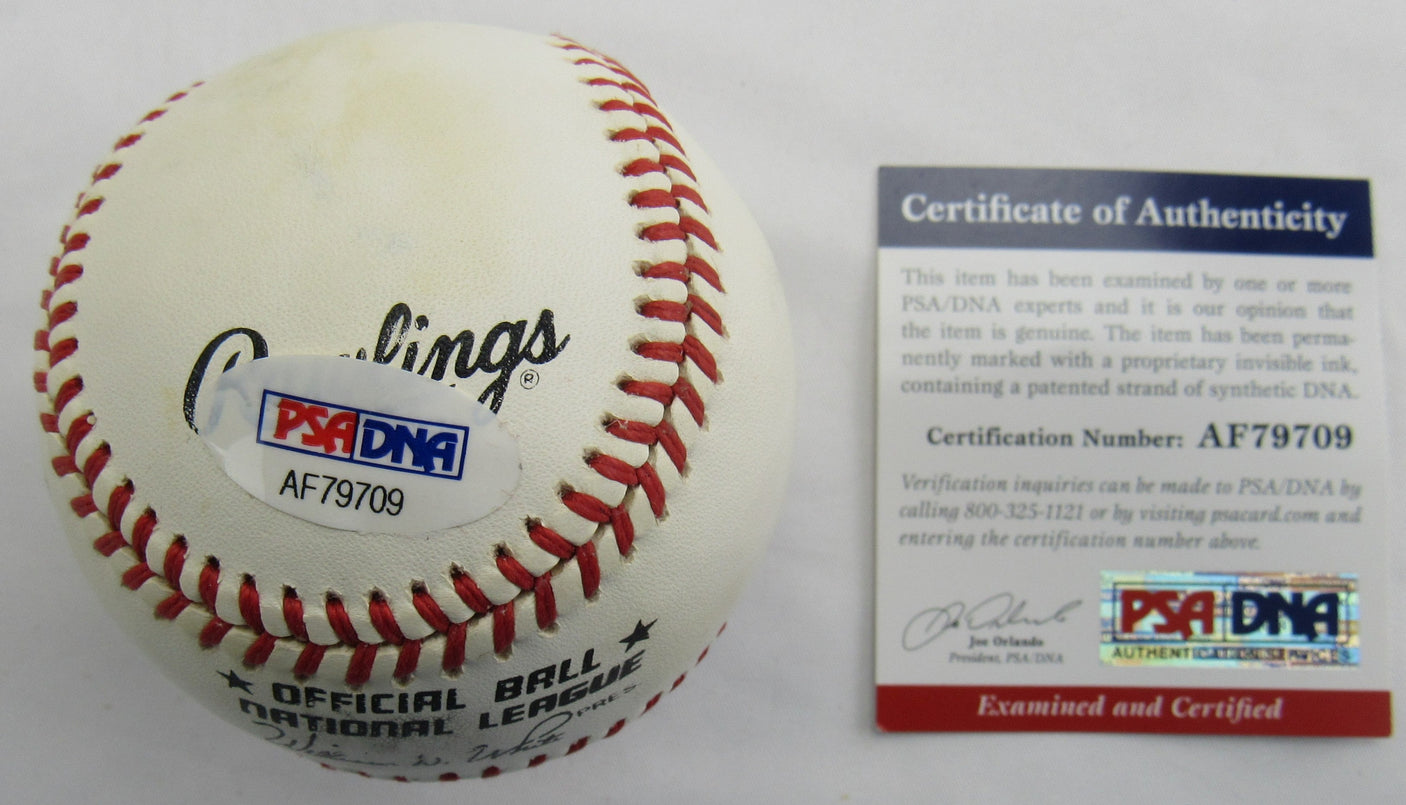 Rawlings
®
PSA DNA
AF79709
OFFICIAL BALL
NATIONAL LEAGUE
William D. White PRES.
Certificate of Authenticity
This item has been examined by one or more
PSA/DNA experts and it is our opinion that
the item is genuine. The item has been perma-
nently marked with a proprietary invisible ink,
containing a patented strand of synthetic DNA.
Certification Number: AF79709
Verification inquiries can be made to PSA/DNA by
calling 800-325-1121 or by visiting psacard.com and
entering the certification number above.
Joe Orlando
President, PSA/DNA
PSA DNA
AUTHENTICATION SERVICES
Examined and Certified